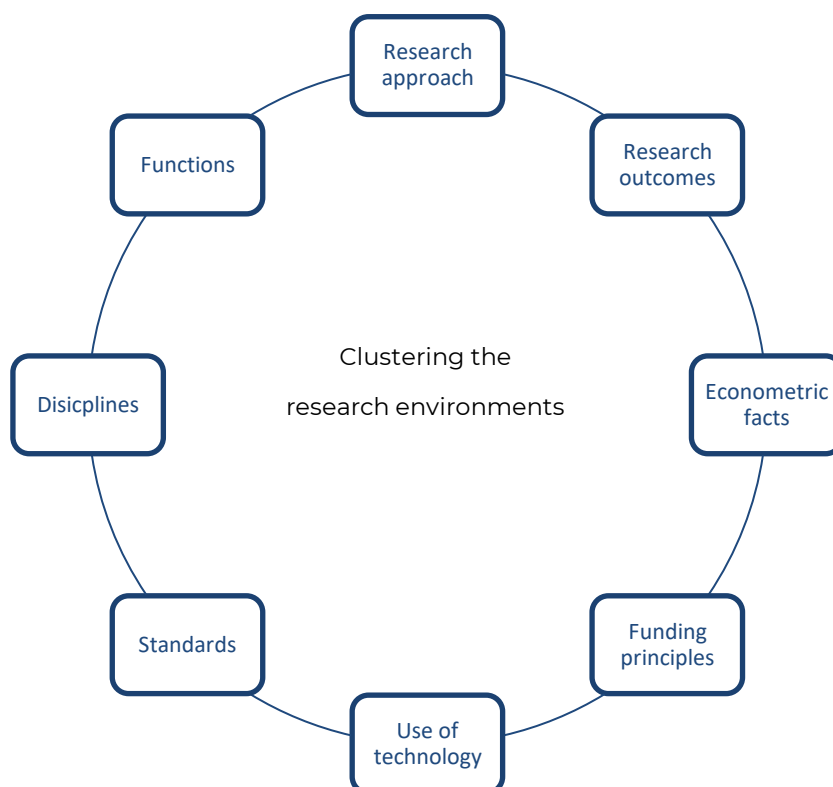 Research
approach
Research
outcomes
Econometric
facts
Funding
principles
Use of
technology
Standards
Disicplines
Functions
Clustering the
research environments